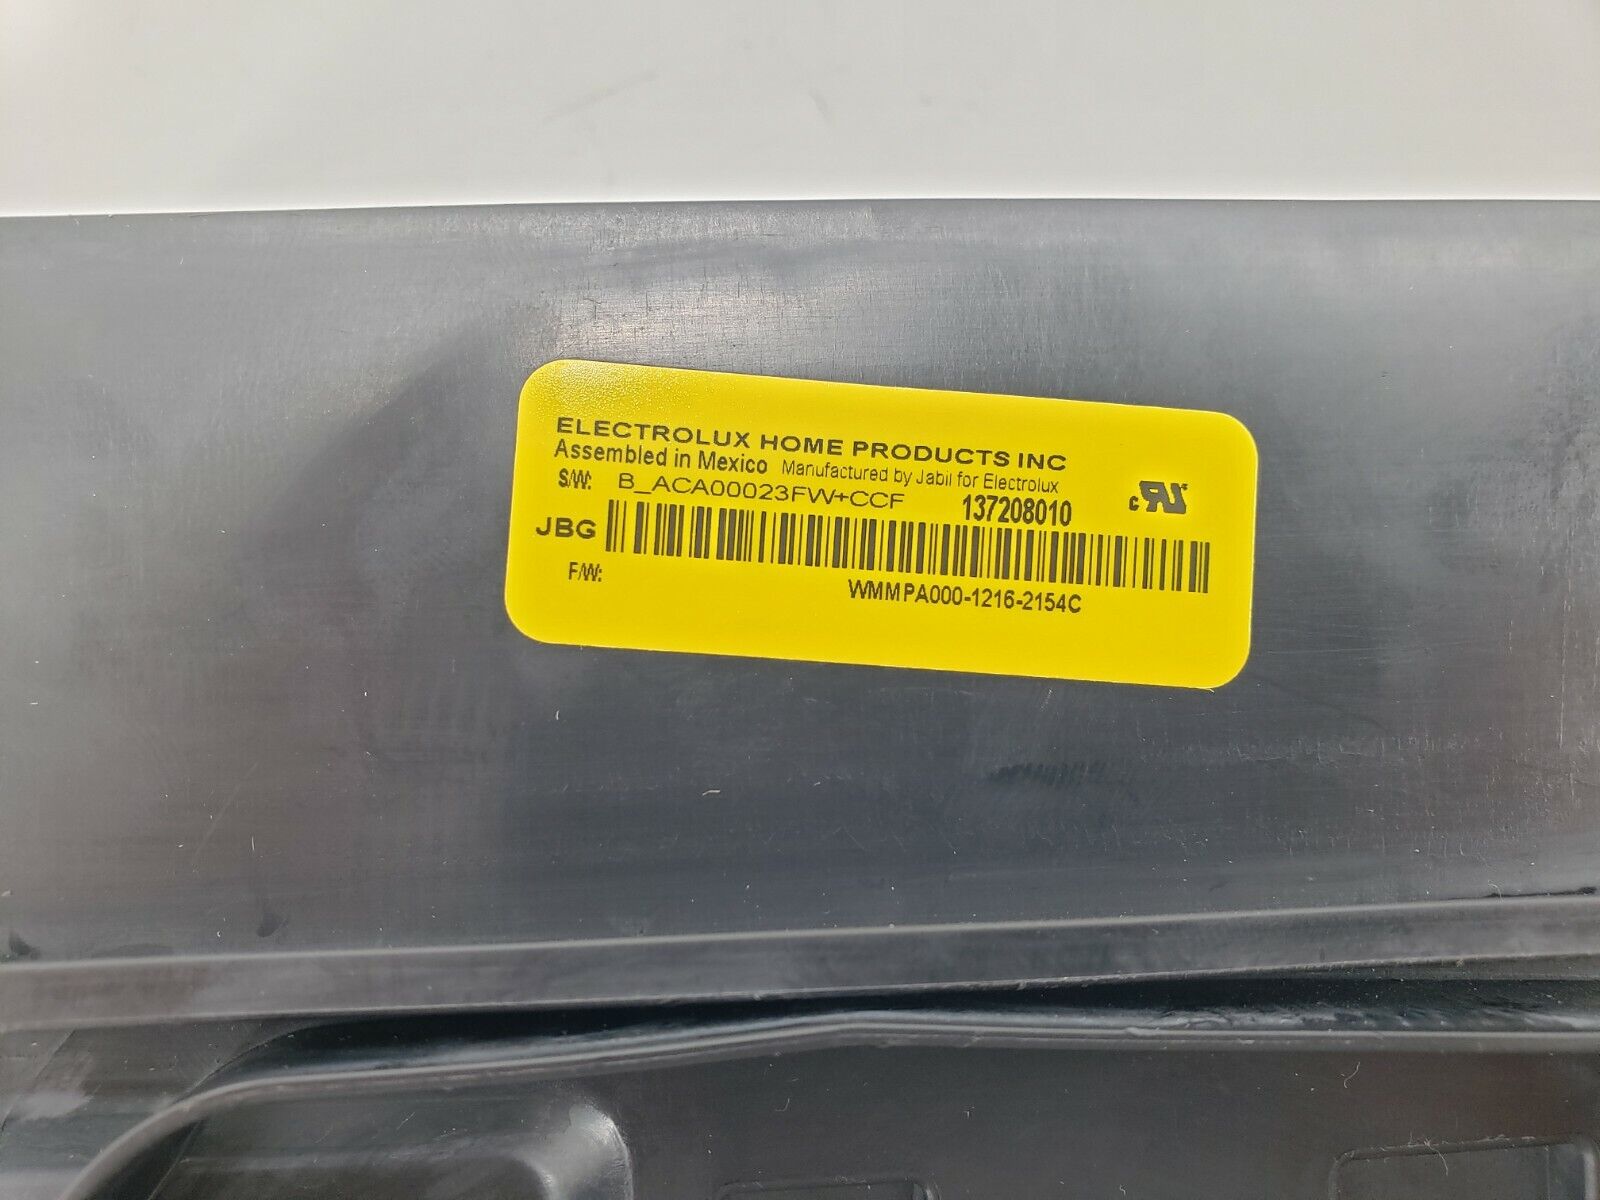 ELECTROLUX HOME PRODUCTS INC
Assembled in Mexico Manufactured by Jabil for Electrolux
S/W: B_ACA00023FW+CCF 137208010
JBG
F/W:
WMMPA000-1216-2154C
c RU